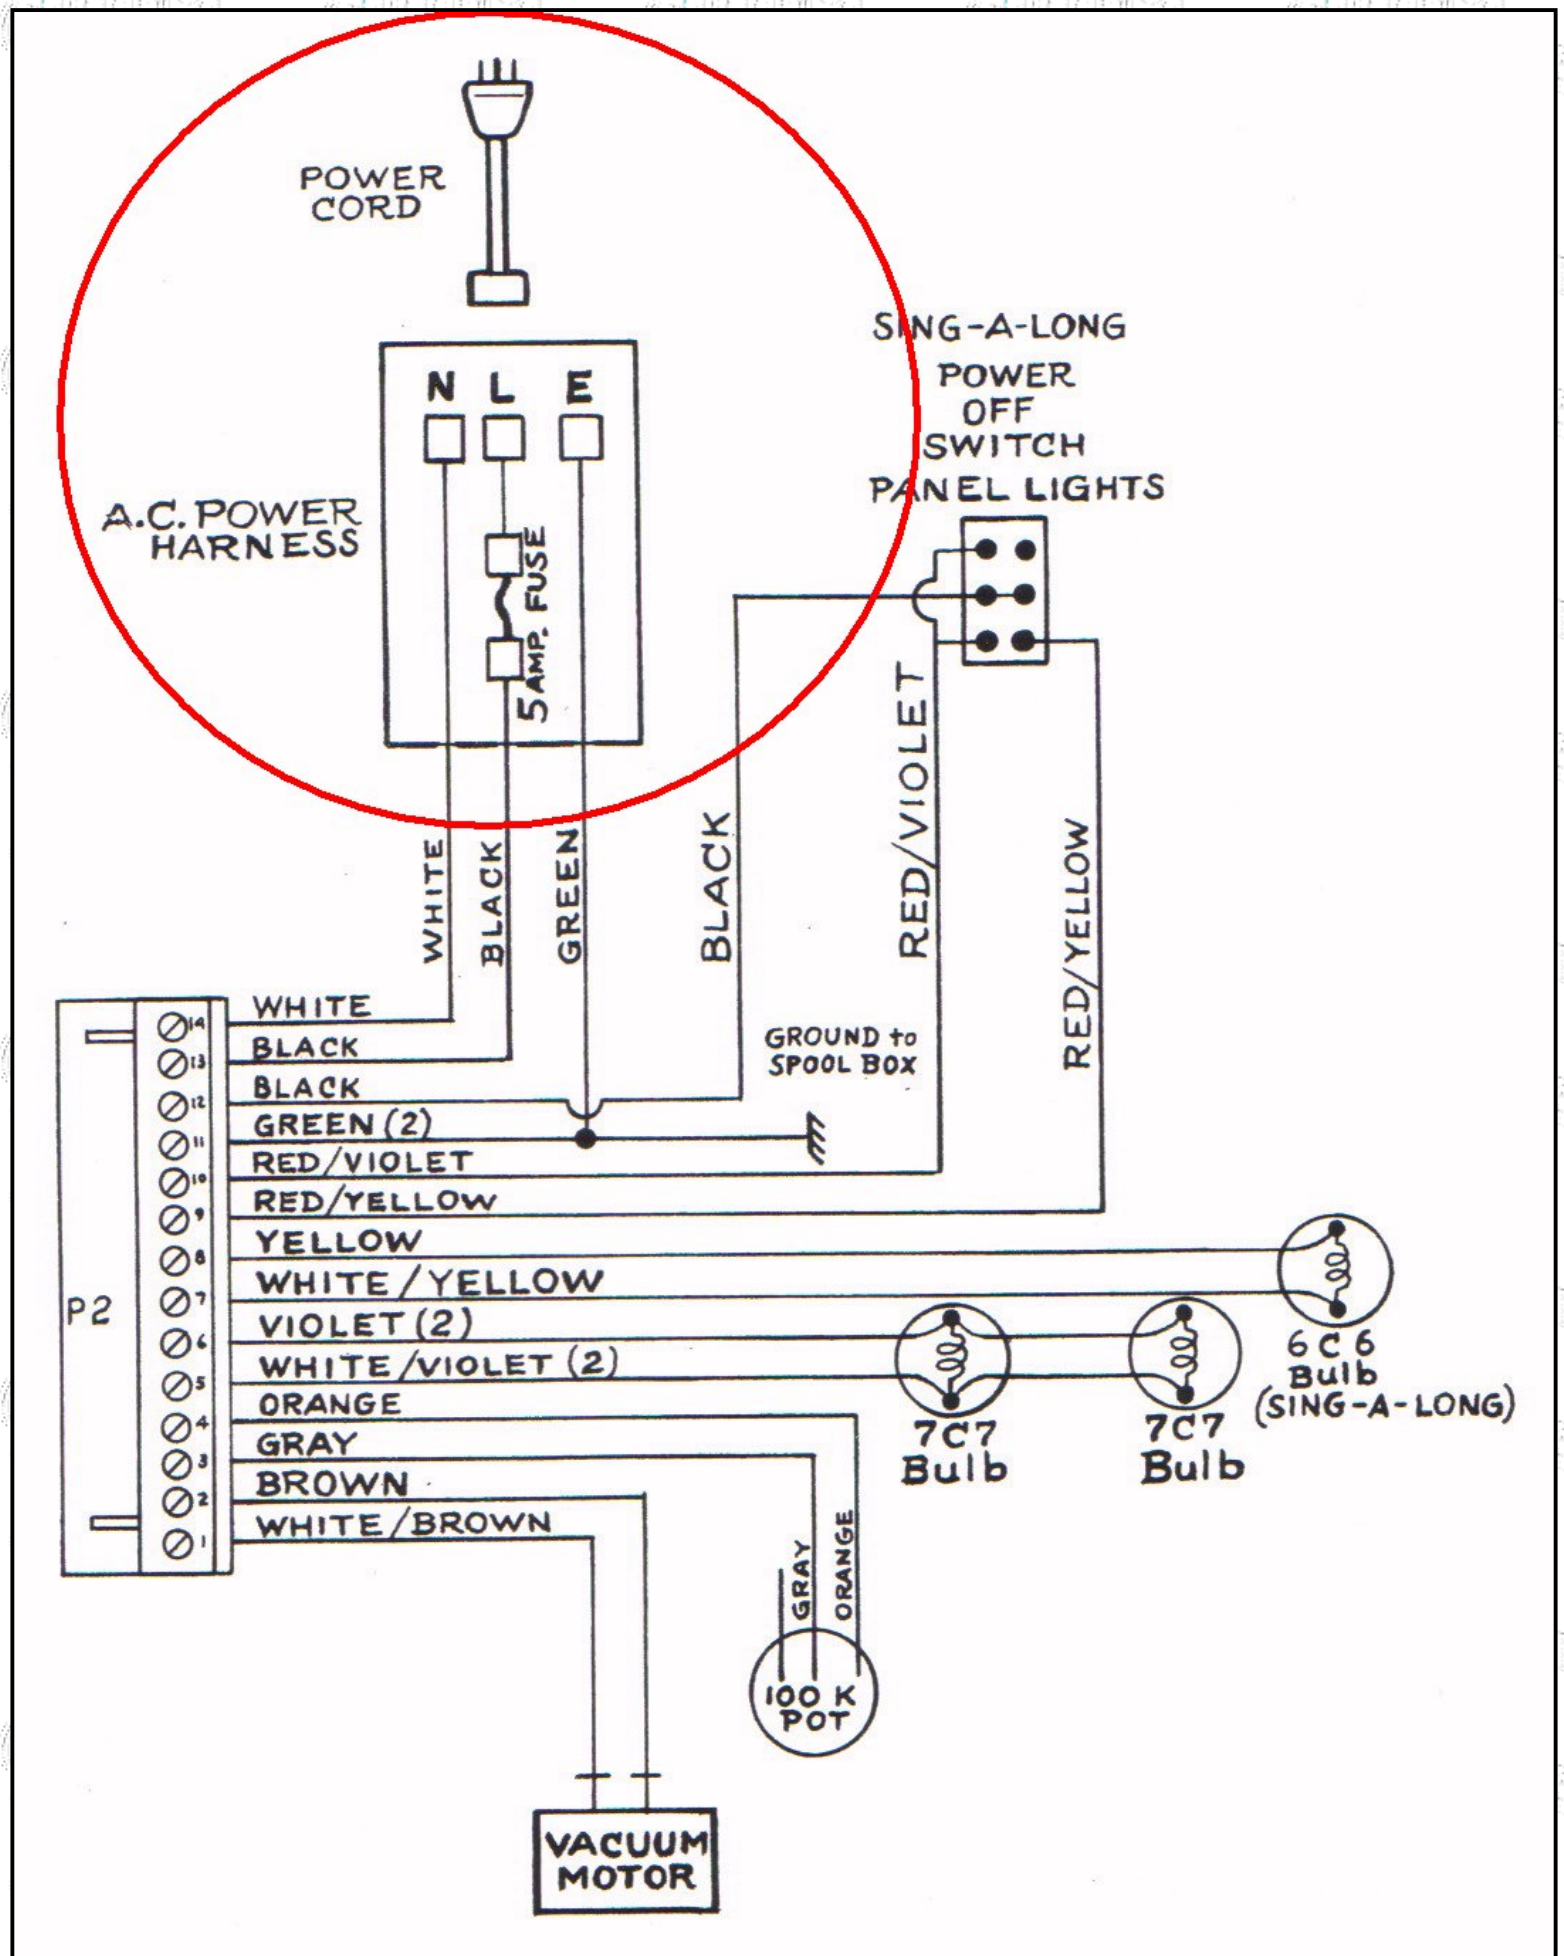 POWER
CORD
SING-A-LONG
POWER
OFF
SWITCH
PANEL LIGHTS
N L E
A.C. POWER
HARNESS
5 AMP. FUSE
WHITE
BLACK
GREEN
BLACK
RED/VIOLET
RED/YELLOW
GROUND to
SPOOL BOX
P2
14 WHITE
13 BLACK
12 BLACK
11 GREEN (2)
10 RED/VIOLET
9 RED/YELLOW
8 YELLOW
7 WHITE/YELLOW
6 VIOLET (2)
5 WHITE/VIOLET (2)
4 ORANGE
3 GRAY
2 BROWN
1 WHITE/BROWN
6C6
Bulb
(SING-A-LONG)
7C7
Bulb
7C7
Bulb
GRAY
ORANGE
100 K
POT
VACUUM
MOTOR